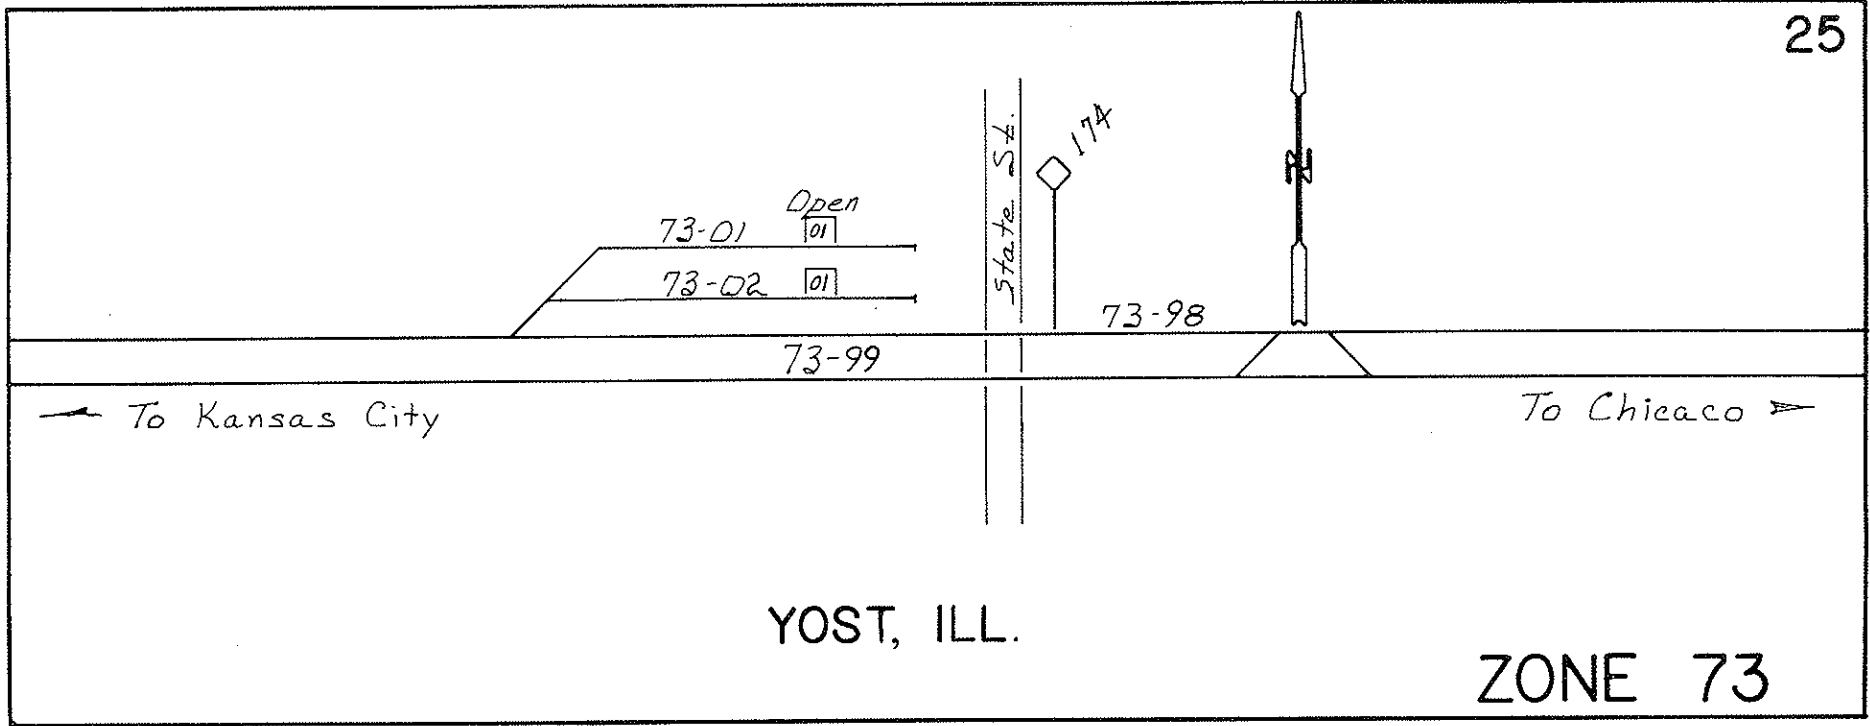 25
174
State St.
Open
73-01 01
73-02 01
73-98
73-99
To Kansas City
To Chicaco
N
YOST, ILL.
ZONE 73